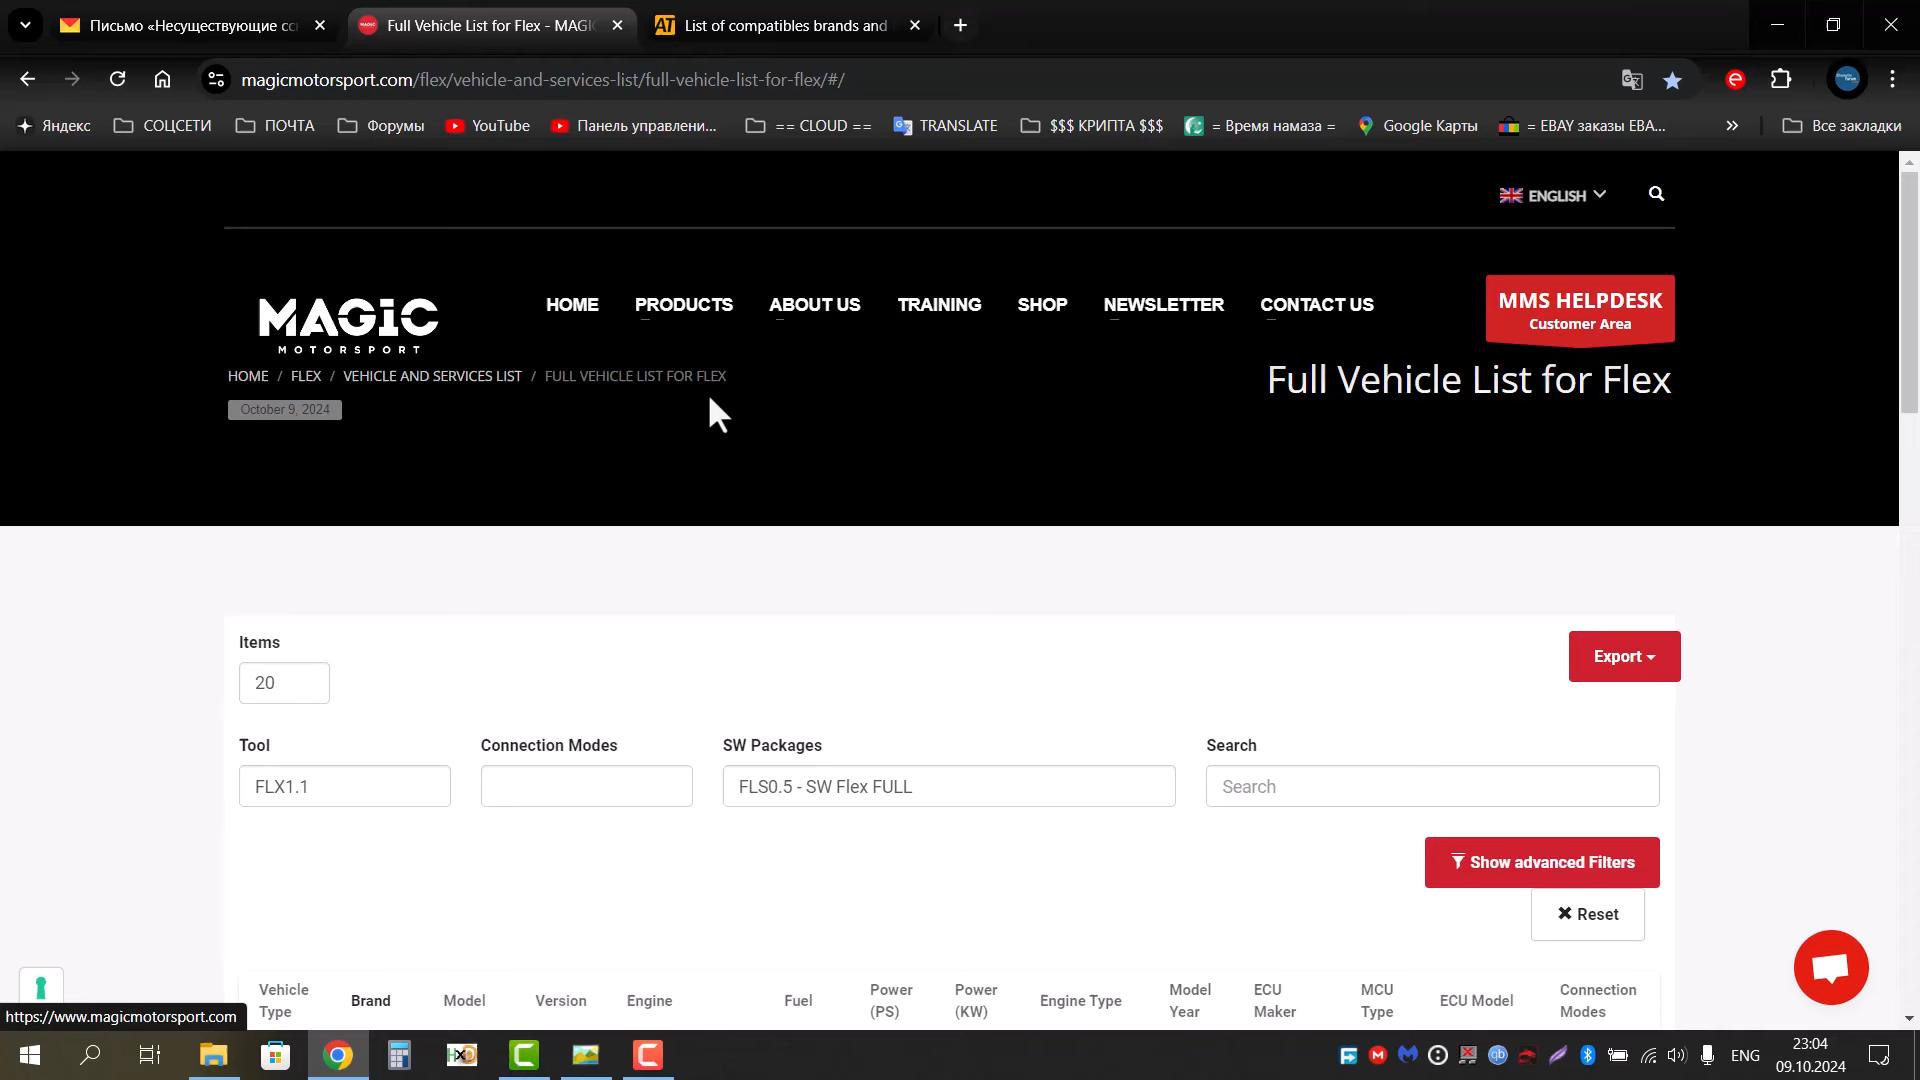 Письмо «Несуществующие сс
Full Vehicle List for Flex - MAGIC
List of compatibles brands and
magicmotorsport.com/flex/vehicle-and-services-list/full-vehicle-list-for-flex/#/
Яндекс
СОЦСЕТИ
ПОЧТА
Форумы
YouTube
Панель управлени...
== CLOUD ==
TRANSLATE
$$$ КРИПТА $$$
= Время намаза =
Google Карты
= EBAY заказы EBA...
Все закладки
ENGLISH
MAGIC
MOTORSPORT
HOME
PRODUCTS
ABOUT US
TRAINING
SHOP
NEWSLETTER
CONTACT US
MMS HELPDESK
Customer Area
HOME / FLEX / VEHICLE AND SERVICES LIST / FULL VEHICLE LIST FOR FLEX
Full Vehicle List for Flex
October 9, 2024
Items
20
Export
Tool
Connection Modes
SW Packages
Search
FLX1.1
FLS0.5 - SW Flex FULL
Search
Show advanced Filters
Reset
Vehicle Type
Brand
Model
Version
Engine
Fuel
Power (PS)
Power (KW)
Engine Type
Model Year
ECU Maker
MCU Type
ECU Model
Connection Modes
https://www.magicmotorsport.com
ENG
23:04
09.10.2024